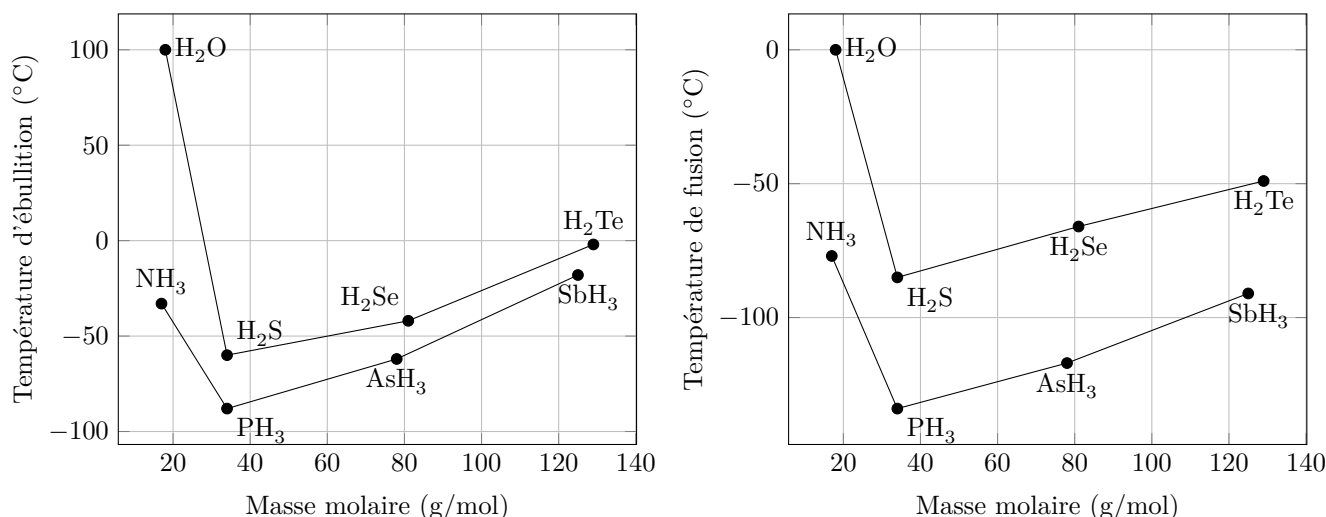 100
50
0
−50
−100
20
40
60
80
100
120
140
Température d'ébullition (°C)
Masse molaire (g/mol)
H₂O
H₂S
H₂Se
H₂Te
NH₃
PH₃
AsH₃
SbH₃
0
−50
−100
20
40
60
80
100
120
140
Température de fusion (°C)
Masse molaire (g/mol)
H₂O
H₂S
H₂Se
H₂Te
NH₃
PH₃
AsH₃
SbH₃